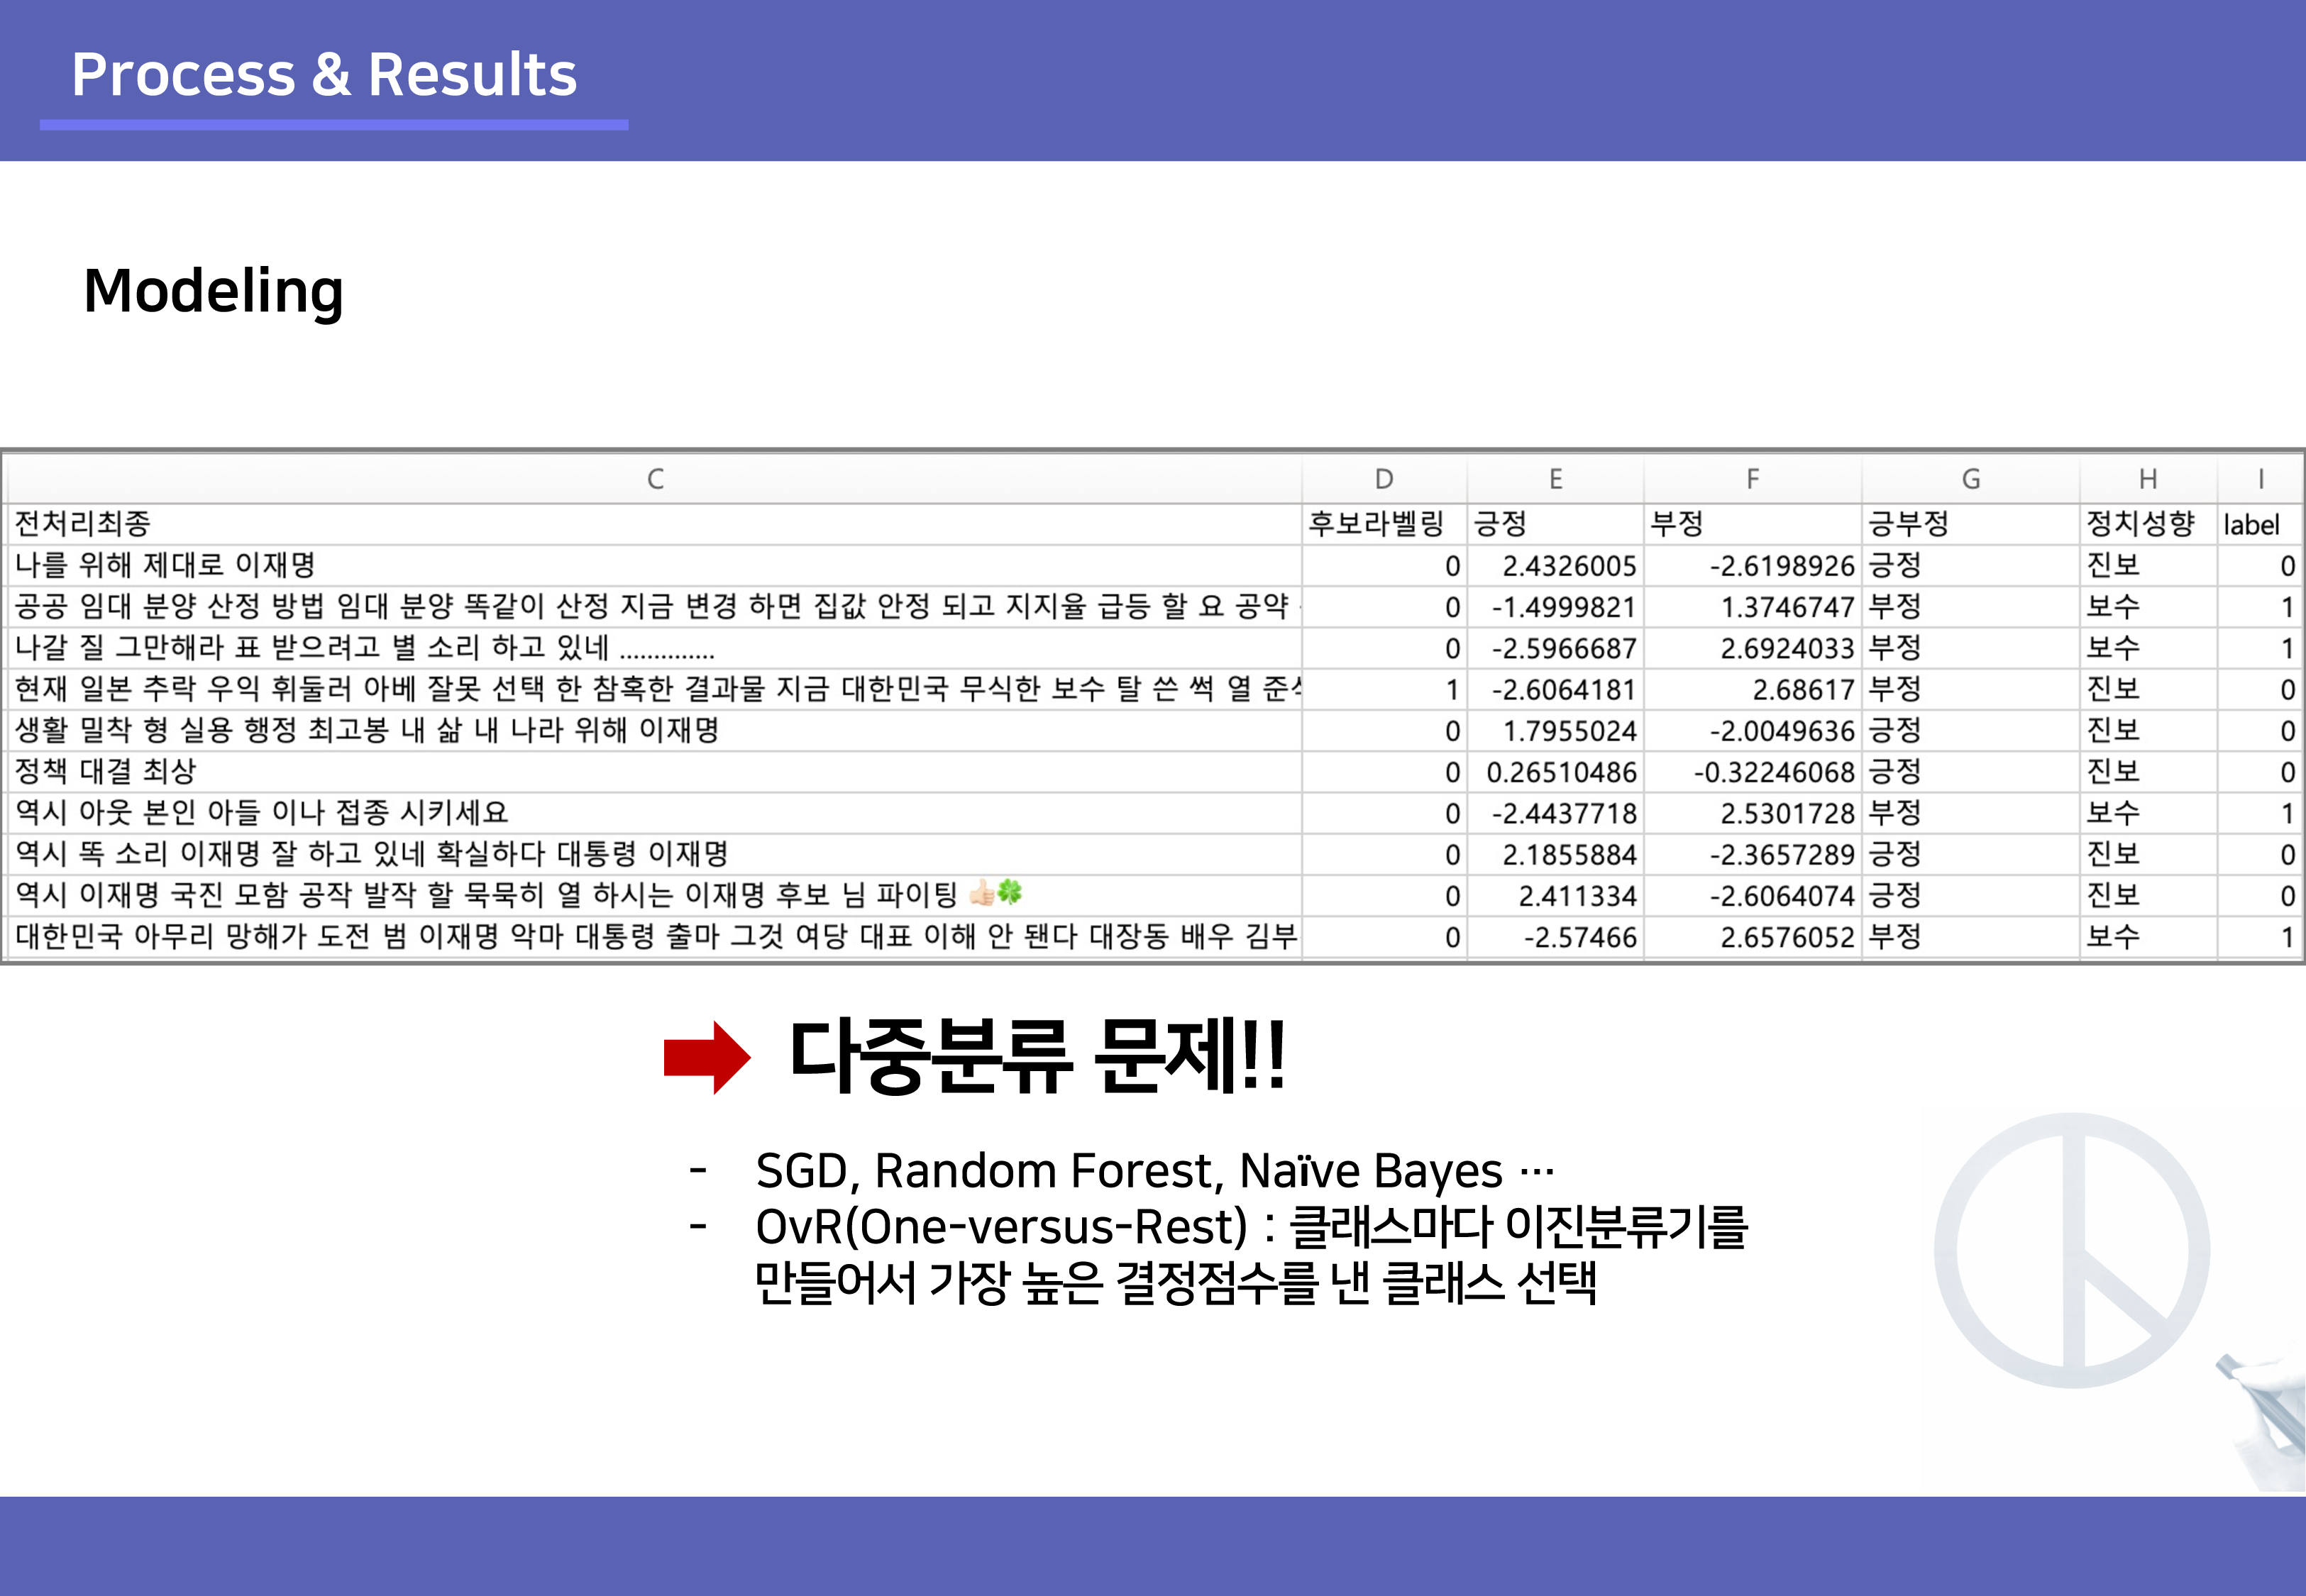 Process & Results
Modeling
C D E F G H I
전처리최종 후보라벨링 긍정 부정 긍부정 정치성향 label
나를 위해 제대로 이재명 0 2.4326005 -2.6198926 긍정 진보 0
공공 임대 분양 산정 방법 임대 분양 똑같이 산정 지금 변경 하면 집값 안정 되고 지지율 급등 할 요 공약 0 -1.4999821 1.3746747 부정 보수 1
나갈 질 그만해라 표 받으려고 별 소리 하고 있네 .............. 0 -2.5966687 2.6924033 부정 보수 1
현재 일본 추락 우익 휘둘러 아베 잘못 선택 한 참혹한 결과물 지금 대한민국 무식한 보수 탈 쓴 썩 열 1 -2.6064181 2.68617 부정 진보 0
생활 밀착 형 실용 행정 최고봉 내 삶 내 나라 위해 이재명 0 1.7955024 -2.0049636 긍정 진보 0
정책 대결 최상 0 0.26510486 -0.32246068 긍정 진보 0
역시 아웃 본인 아들 이나 접종 시키세요 0 -2.4437718 2.5301728 부정 보수 1
역시 똑 소리 이재명 잘 하고 있네 확실하다 대통령 이재명 0 2.1855884 -2.3657289 긍정 진보 0
역시 이재명 국진 모함 공작 발작 할 묵묵히 열 하시는 이재명 후보 님 파이팅 👍🏻🍀 0 2.411334 -2.6064074 긍정 진보 0
대한민국 아무리 망해가 도전 범 이재명 악마 대통령 출마 그것 여당 대표 이해 안 됀다 대장동 배우 김부 0 -2.57466 2.6576052 부정 보수 1
다중분류 문제!!
- SGD, Random Forest, Naïve Bayes …
- OvR(One-versus-Rest) : 클래스마다 이진분류기를
만들어서 가장 높은 결정점수를 낸 클래스 선택